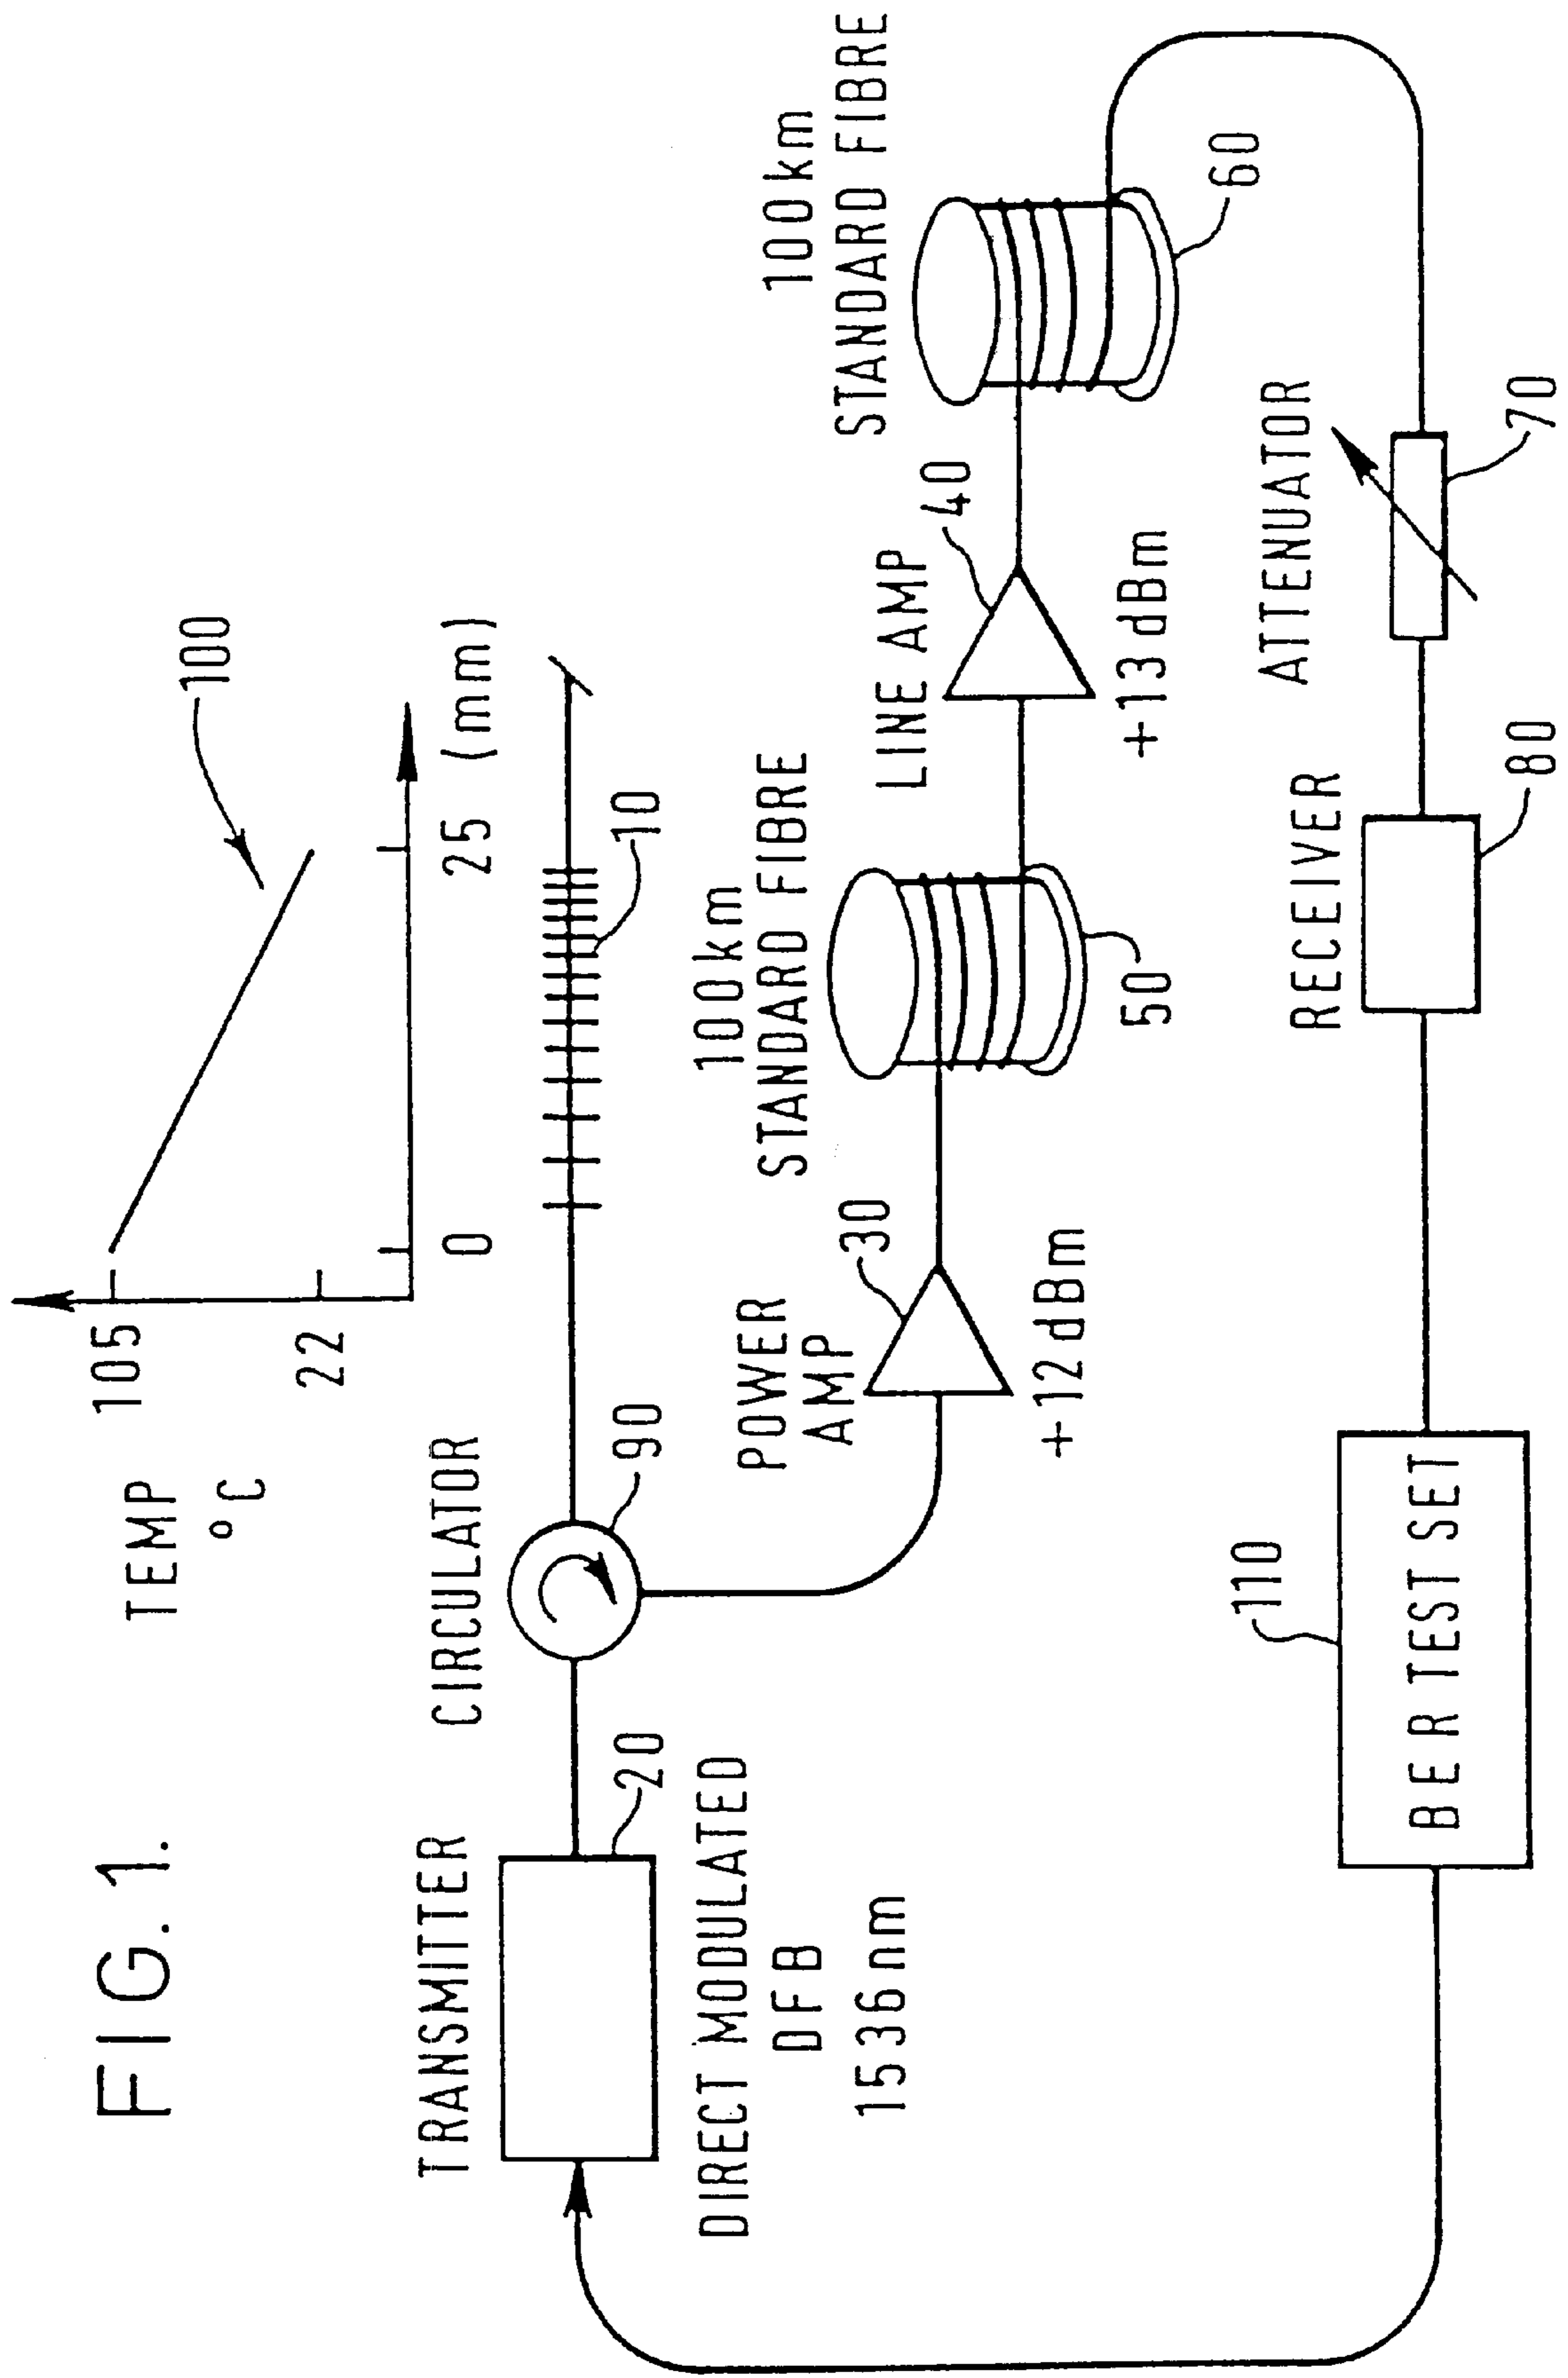 FIG. 1.
TEMP
°C
105
22
0
25 (mm)
100
TRANSMITTER
20
DIRECT MODULATED
DFB
1536nm
CIRCULATOR
90
10
POWER
AMP
30
+12dBm
100km
STANDARD FIBRE
50
LINE AMP
40
+13dBm
100km
STANDARD FIBRE
60
BER TEST SET
110
RECEIVER
80
ATTENUATOR
70